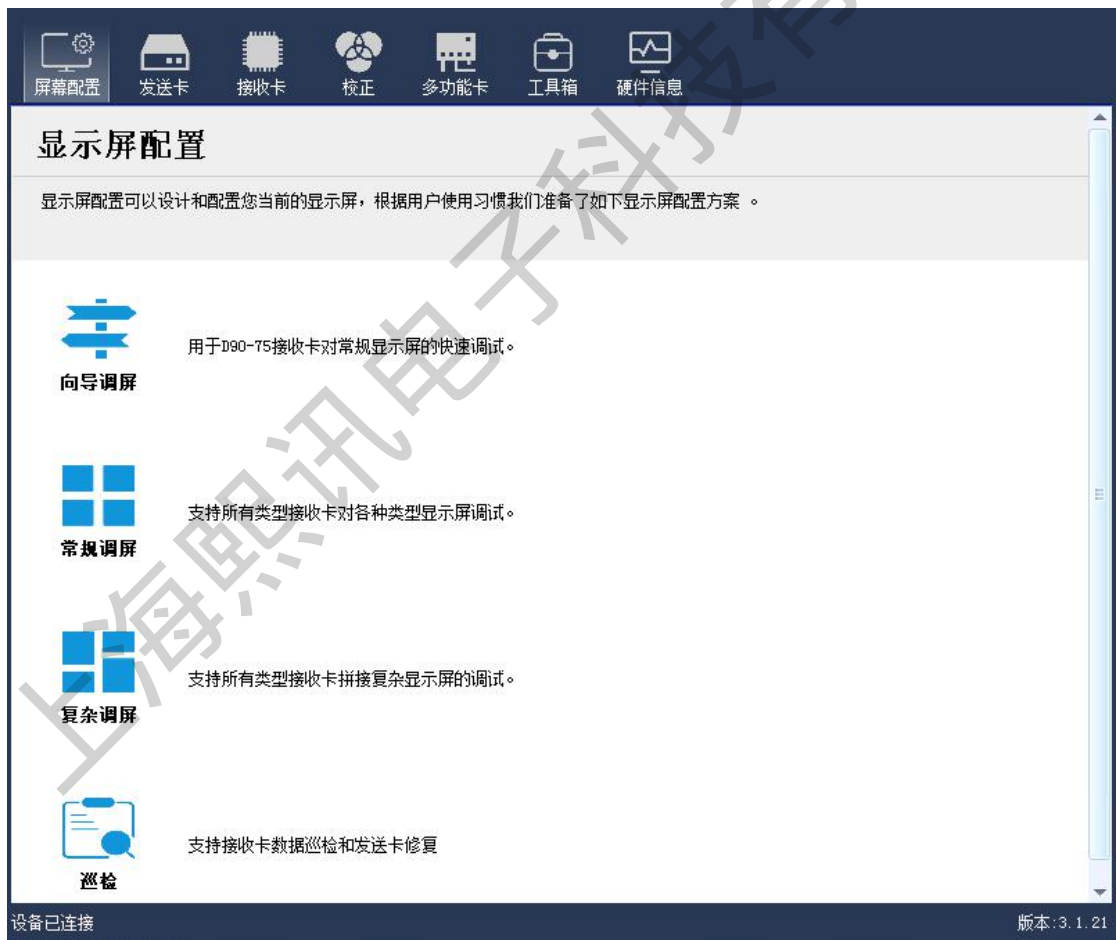 屏幕配置 发送卡 接收卡 校正 多功能卡 工具箱 硬件信息
显示屏配置
显示屏配置可以设计和配置您当前的显示屏，根据用户使用习惯我们准备了如下显示屏配置方案 。
用于D90-75接收卡对常规显示屏的快速调试。
向导调屏
支持所有类型接收卡对各种类型显示屏调试。
常规调屏
支持所有类型接收卡拼接复杂显示屏的调试。
复杂调屏
支持接收卡数据巡检和发送卡修复
巡检
设备已连接 版本:3.1.21
上海熙讯电子科技有